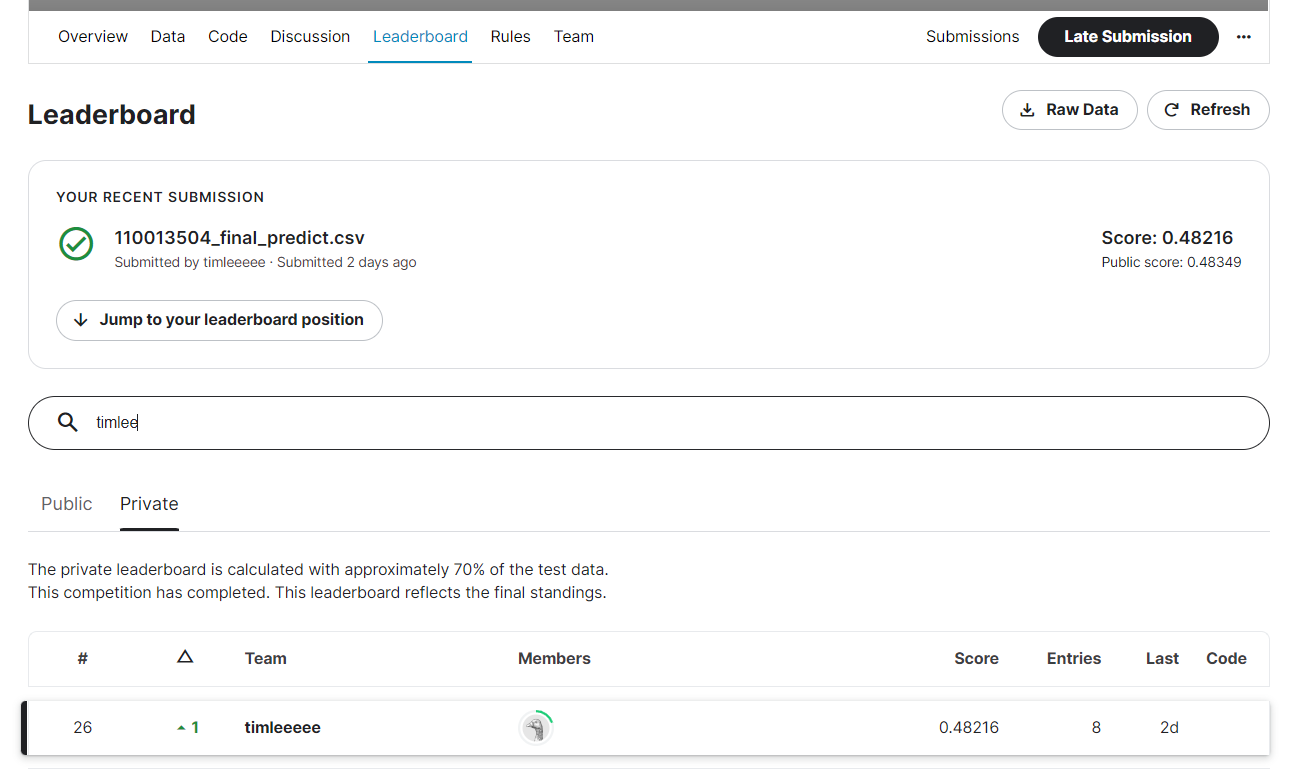 Overview Data Code Discussion Leaderboard Rules Team Submissions Late Submission ...
Leaderboard Raw Data Refresh
YOUR RECENT SUBMISSION
110013504_final_predict.csv Score: 0.48216
Submitted by timleeeee · Submitted 2 days ago Public score: 0.48349
Jump to your leaderboard position
timlee
Public Private
The private leaderboard is calculated with approximately 70% of the test data.
This competition has completed. This leaderboard reflects the final standings.
# △ Team Members Score Entries Last Code
26 1 timleeeee 0.48216 8 2d